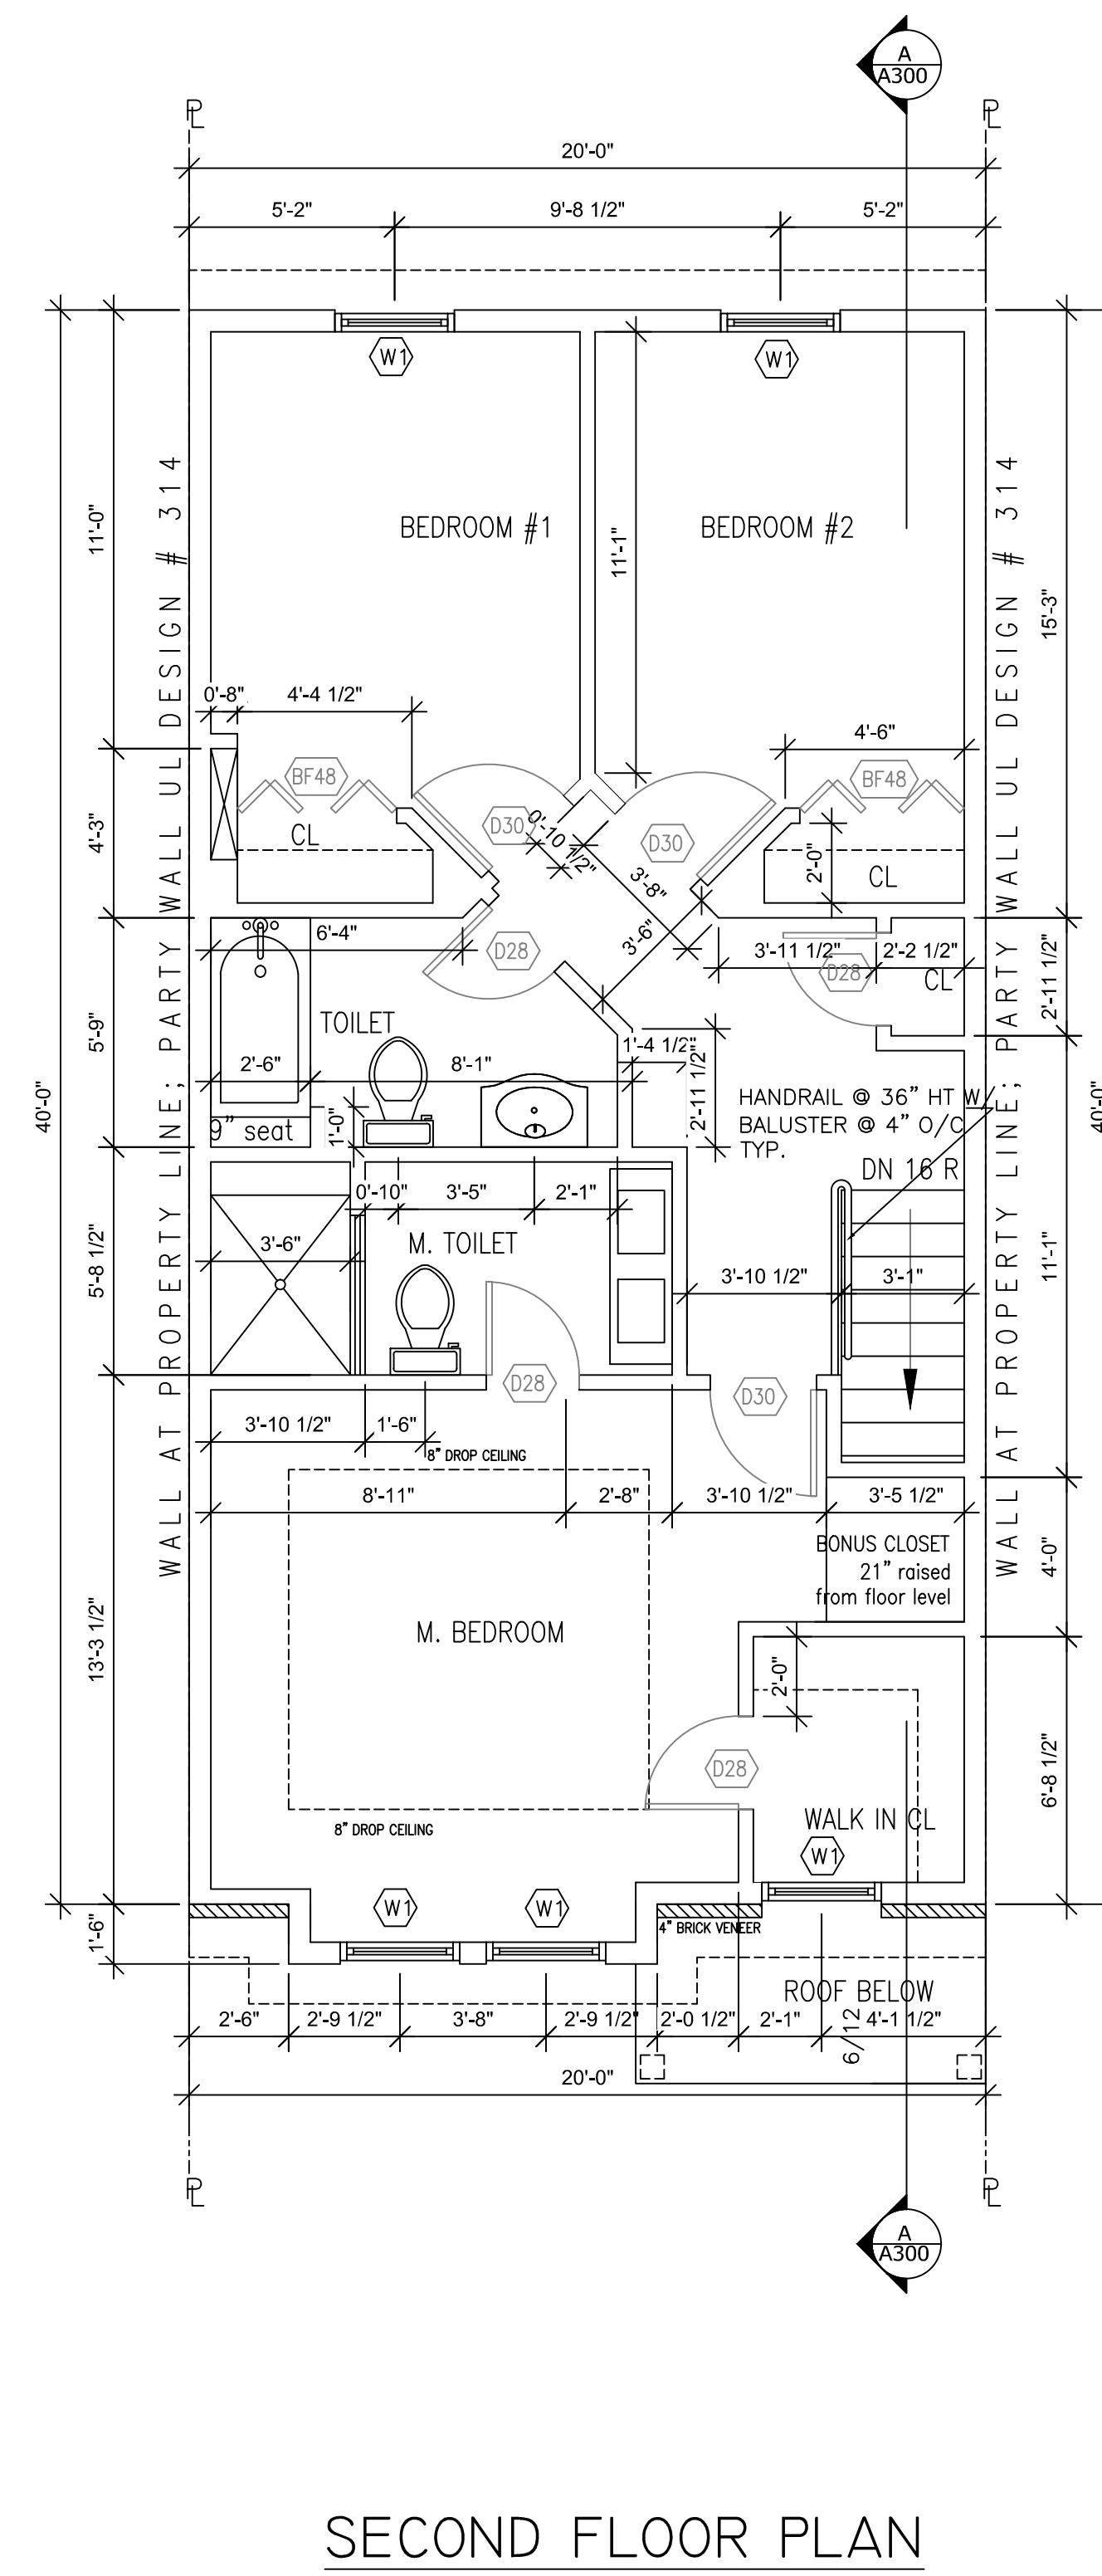 A
A300
PL
PL
20'-0"
5'-2"
9'-8 1/2"
5'-2"
W1
W1
BEDROOM #1
BEDROOM #2
11'-0"
11'-1"
15'-3"
WALL AT PROPERTY LINE; PARTY WALL UL DESIGN # 314
WALL AT PROPERTY LINE; PARTY WALL UL DESIGN # 314
0'-8"
4'-4 1/2"
4'-6"
BF48
BF48
D30
0'-10 1/2"
D30
4'-3"
CL
2'-0"
CL
3'-8"
3'-6"
6'-4"
D28
3'-11 1/2"
2'-2 1/2"
D28
CL
2'-11 1/2"
TOILET
5'-9"
2'-6"
8'-1"
1'-4 1/2"
2'-11 1/2"
40'-0"
40'-0"
HANDRAIL @ 36" HT W/
BALUSTER @ 4" O/C
TYP.
9" seat
1'-0"
DN 16 R
0'-10"
3'-5"
2'-1"
M. TOILET
3'-6"
5'-8 1/2"
11'-1"
3'-10 1/2"
3'-1"
D28
D30
3'-10 1/2"
1'-6"
8" DROP CEILING
8'-11"
2'-8"
3'-10 1/2"
3'-5 1/2"
BONUS CLOSET
21" raised
from floor level
4'-0"
M. BEDROOM
13'-3 1/2"
2'-0"
D28
6'-8 1/2"
WALK IN CL
8" DROP CEILING
W1
W1
W1
4" BRICK VENEER
1'-6"
ROOF BELOW
6/12
2'-6"
2'-9 1/2"
3'-8"
2'-9 1/2"
2'-0 1/2"
2'-1"
4'-1 1/2"
20'-0"
PL
PL
A
A300
SECOND FLOOR PLAN